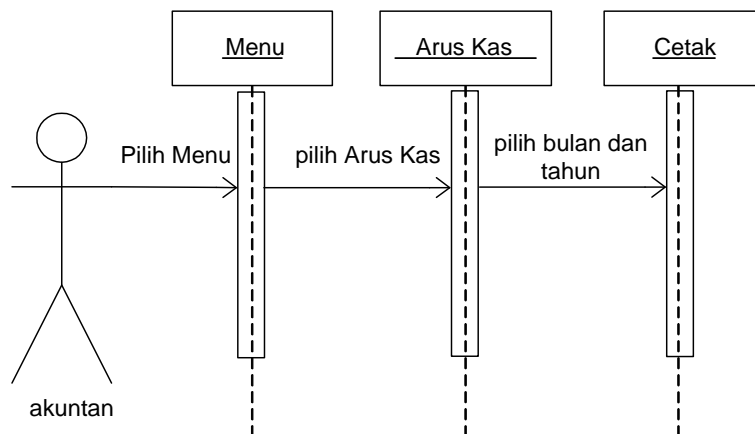 Menu
Arus Kas
Cetak
Pilih Menu
pilih Arus Kas
pilih bulan dan
tahun
akuntan